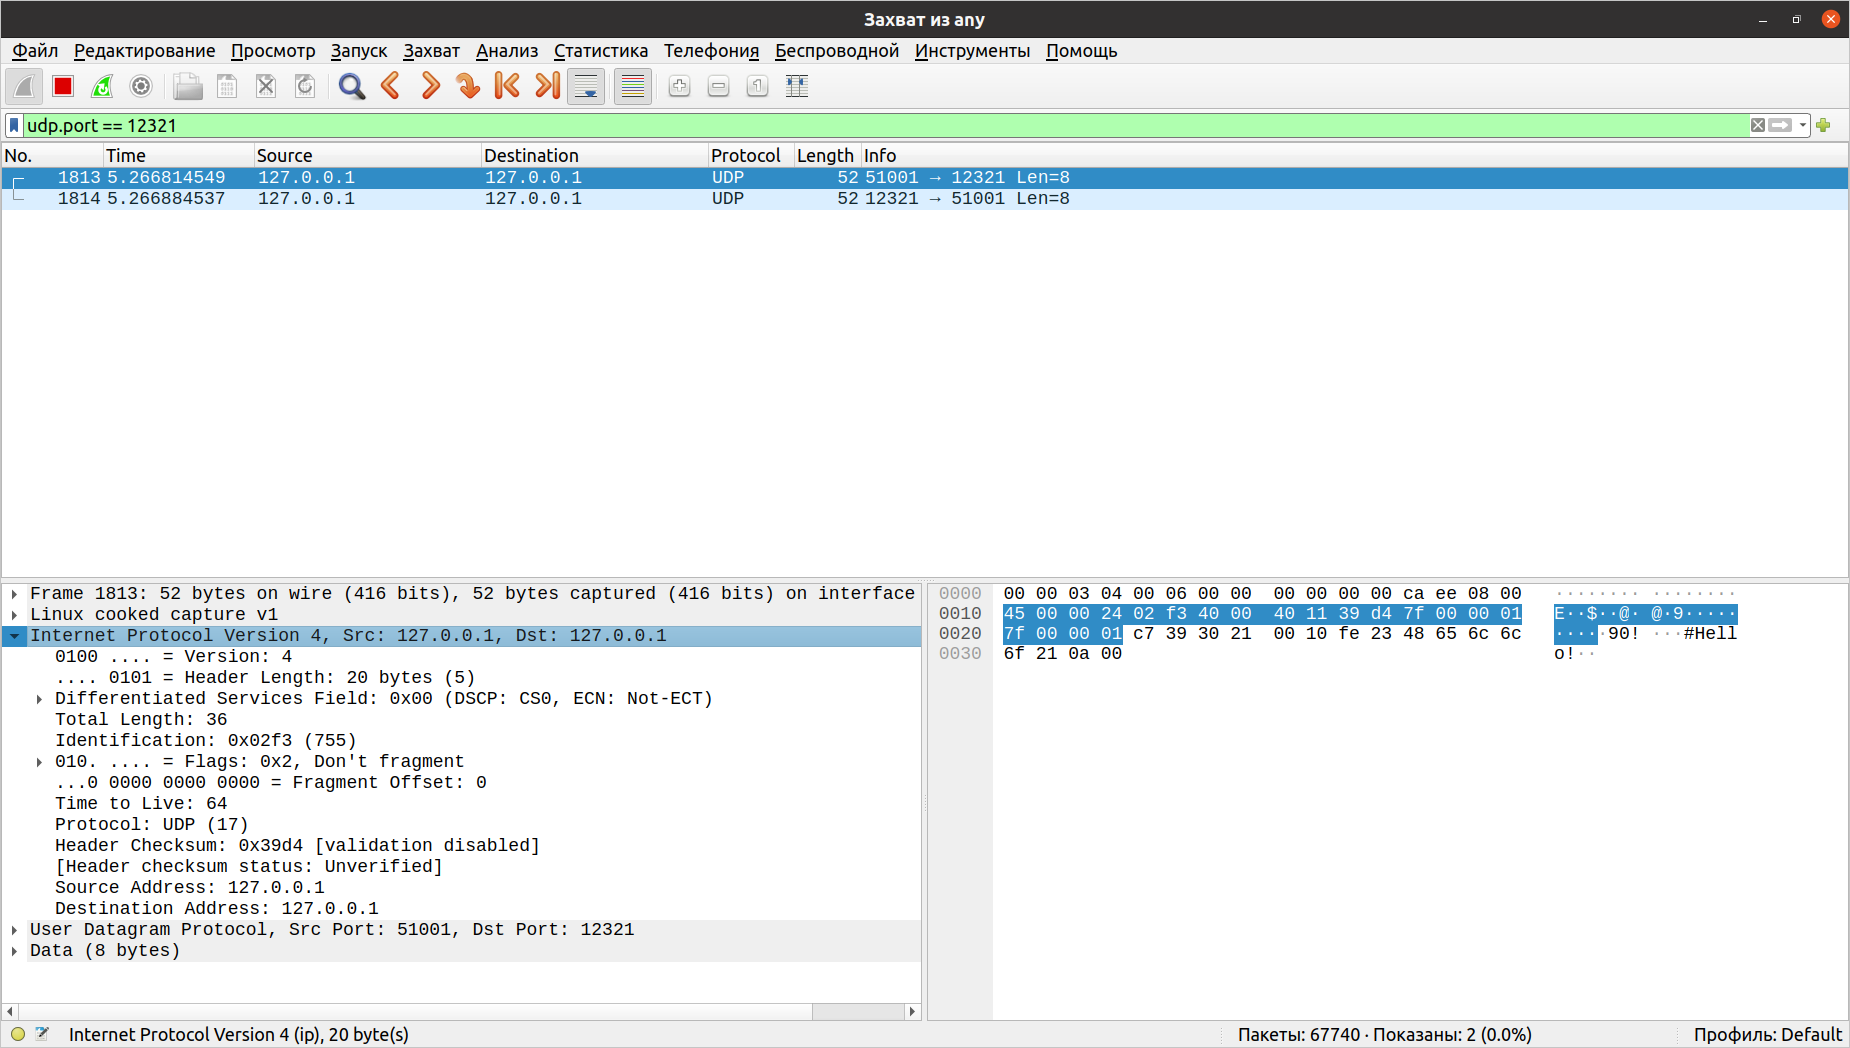 Захват из any
Файл Редактирование Просмотр Запуск Захват Анализ Статистика Телефония Беспроводной Инструменты Помощь
udp.port == 12321
No. Time Source Destination Protocol Length Info
1813 5.266814549 127.0.0.1 127.0.0.1 UDP 52 51001 → 12321 Len=8
1814 5.266884537 127.0.0.1 127.0.0.1 UDP 52 12321 → 51001 Len=8
Frame 1813: 52 bytes on wire (416 bits), 52 bytes captured (416 bits) on interface
Linux cooked capture v1
Internet Protocol Version 4, Src: 127.0.0.1, Dst: 127.0.0.1
0100 .... = Version: 4
.... 0101 = Header Length: 20 bytes (5)
Differentiated Services Field: 0x00 (DSCP: CS0, ECN: Not-ECT)
Total Length: 36
Identification: 0x02f3 (755)
010. .... = Flags: 0x2, Don't fragment
...0 0000 0000 0000 = Fragment Offset: 0
Time to Live: 64
Protocol: UDP (17)
Header Checksum: 0x39d4 [validation disabled]
[Header checksum status: Unverified]
Source Address: 127.0.0.1
Destination Address: 127.0.0.1
User Datagram Protocol, Src Port: 51001, Dst Port: 12321
Data (8 bytes)
0000 00 00 03 04 00 06 00 00 00 00 00 00 ca ee 08 00 ········ ········
0010 45 00 00 24 02 f3 40 00 40 11 39 d4 7f 00 00 01 E··$··@· @·9·····
0020 7f 00 00 01 c7 39 30 21 00 10 fe 23 48 65 6c 6c ·····90! ···#Hell
0030 6f 21 0a 00 o!··
Internet Protocol Version 4 (ip), 20 byte(s)
Пакеты: 67740 · Показаны: 2 (0.0%)
Профиль: Default